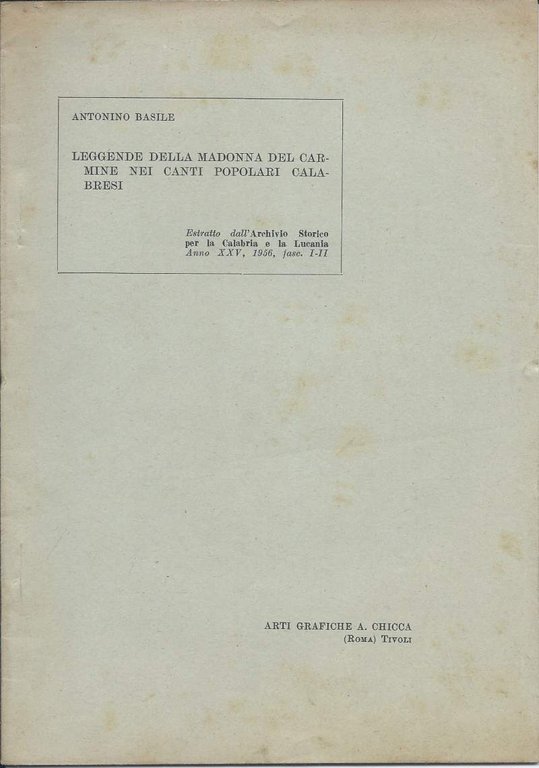 ANTONINO BASILE
LEGGENDE DELLA MADONNA DEL CAR-
MINE NEI CANTI POPOLARI CALA-
BRESI
Estratto dall'Archivio Storico
per la Calabria e la Lucania
Anno XXV, 1956, fasc. I-II
ARTI GRAFICHE A. CHICCA
(ROMA) TIVOLI